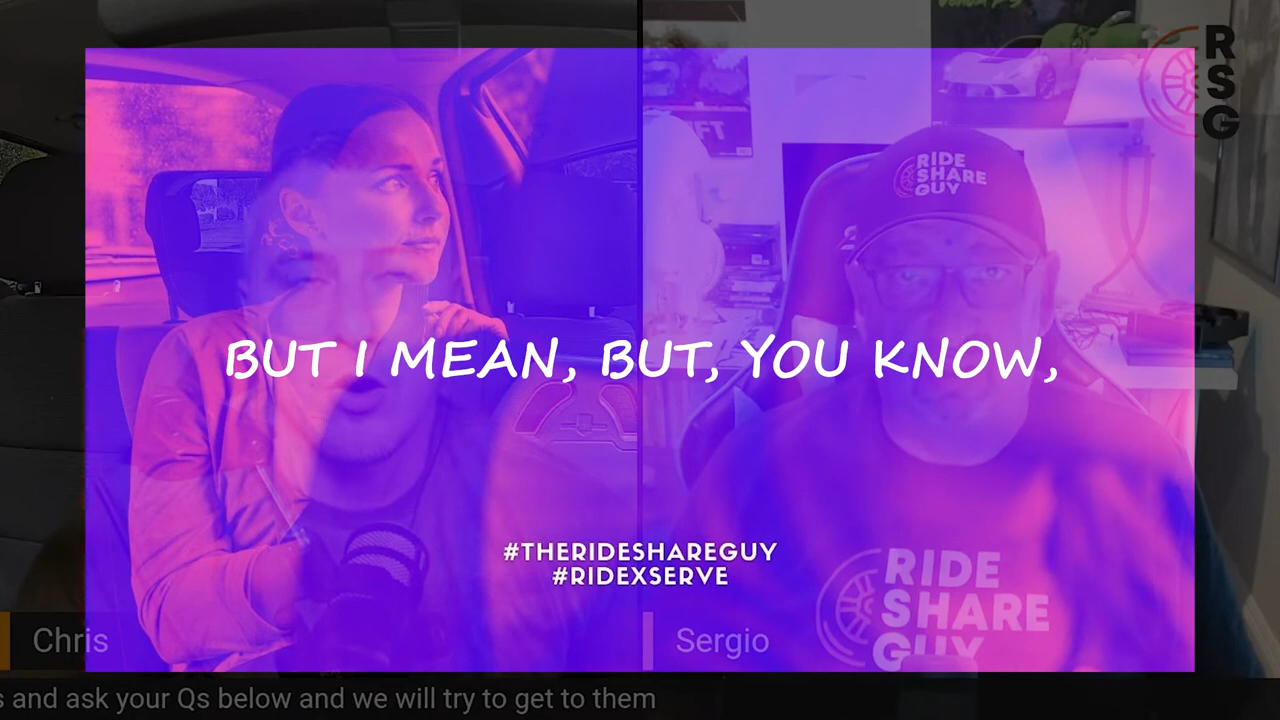 R
S
G
FT
RIDE
SHARE
GUY
BUT I MEAN, BUT, YOU KNOW,
#THERIDESHAREGUY
#RIDEXSERVE
RIDE
SHARE
GUY
Chris
Sergio
s and ask your Qs below and we will try to get to them